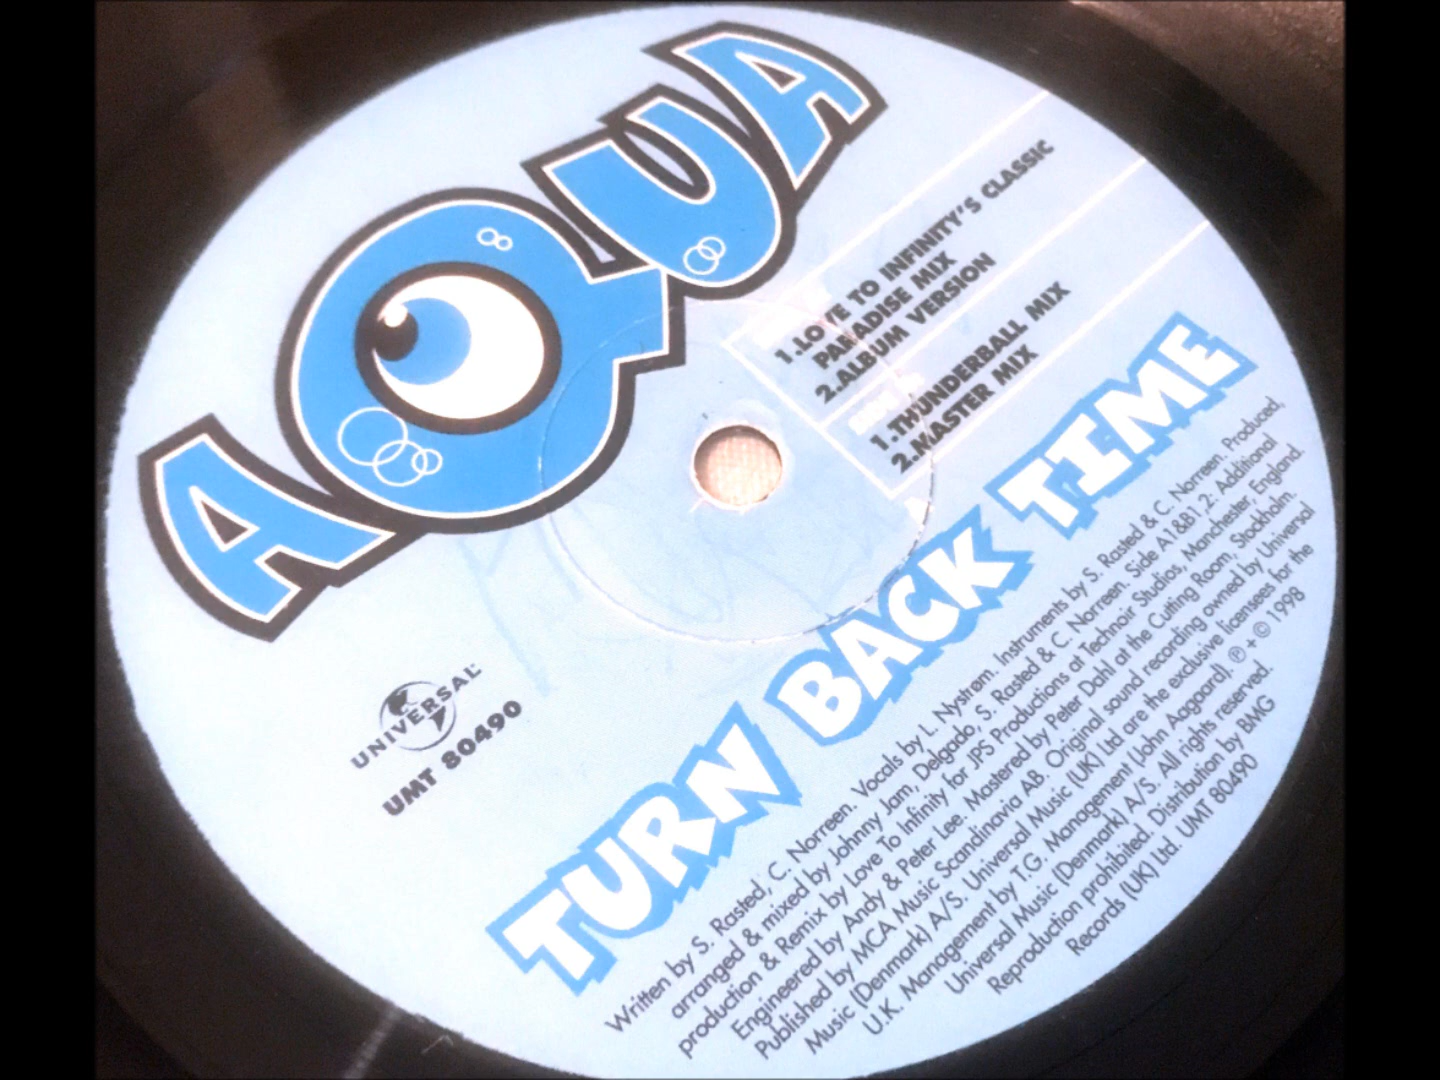 AQUA
1.LOVE TO INFINITY'S CLASSIC
PARADISE MIX
2.ALBUM VERSION
1.THUNDERBALL MIX
2.MASTER MIX
UNIVERSAL
UMT 80490
TURN BACK TIME
Written by S. Rasted, C. Norreen. Vocals by L. Nystrøm. Instruments by S. Rasted & C. Norreen. Produced,
arranged & mixed by Johnny Jam, Delgado, S. Rasted & C. Norreen. Side A1&B1,2: Additional
production & Remix by Love To Infinity for JPS Productions at Technoir Studios, Manchester, England.
Engineered by Andy & Peter Lee. Mastered by Peter Dahl at the Cutting Room, Stockholm.
Published by MCA Music Scandinavia AB. Original sound recording owned by Universal
Music (Denmark) A/S. Universal Music (UK) Ltd are the exclusive licensees for the
U.K. Management by T.G. Management (John Aagaard). ℗ + © 1998
Universal Music (Denmark) A/S. All rights reserved.
Reproduction prohibited. Distribution by BMG
Records (UK) Ltd. UMT 80490